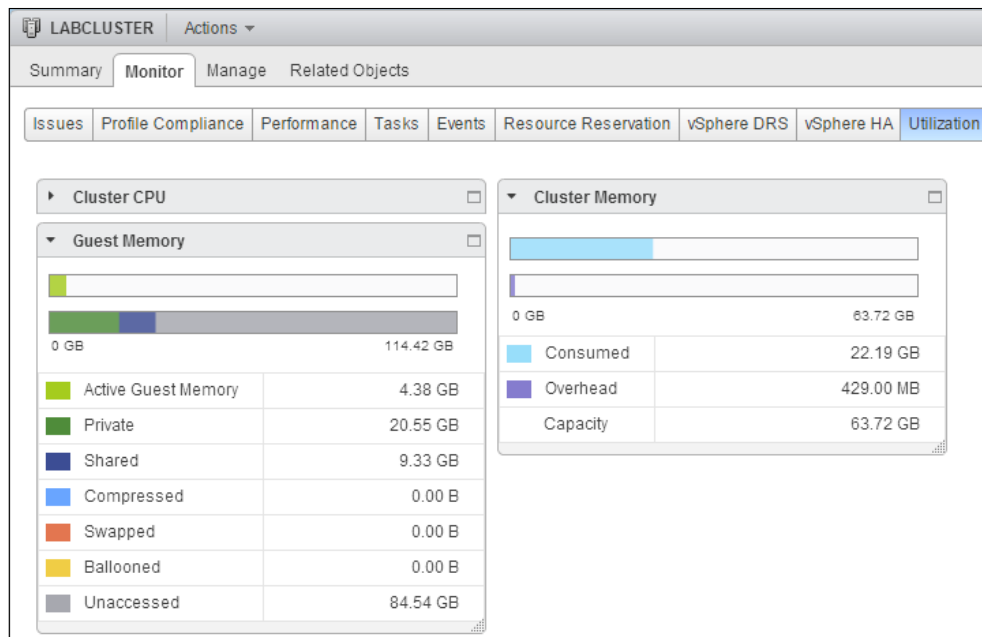 LABCLUSTER Actions
Summary Monitor Manage Related Objects
Issues Profile Compliance Performance Tasks Events Resource Reservation vSphere DRS vSphere HA Utilization
Cluster CPU
Guest Memory
0 GB 114.42 GB
Active Guest Memory 4.38 GB
Private 20.55 GB
Shared 9.33 GB
Compressed 0.00 B
Swapped 0.00 B
Ballooned 0.00 B
Unaccessed 84.54 GB
Cluster Memory
0 GB 63.72 GB
Consumed 22.19 GB
Overhead 429.00 MB
Capacity 63.72 GB